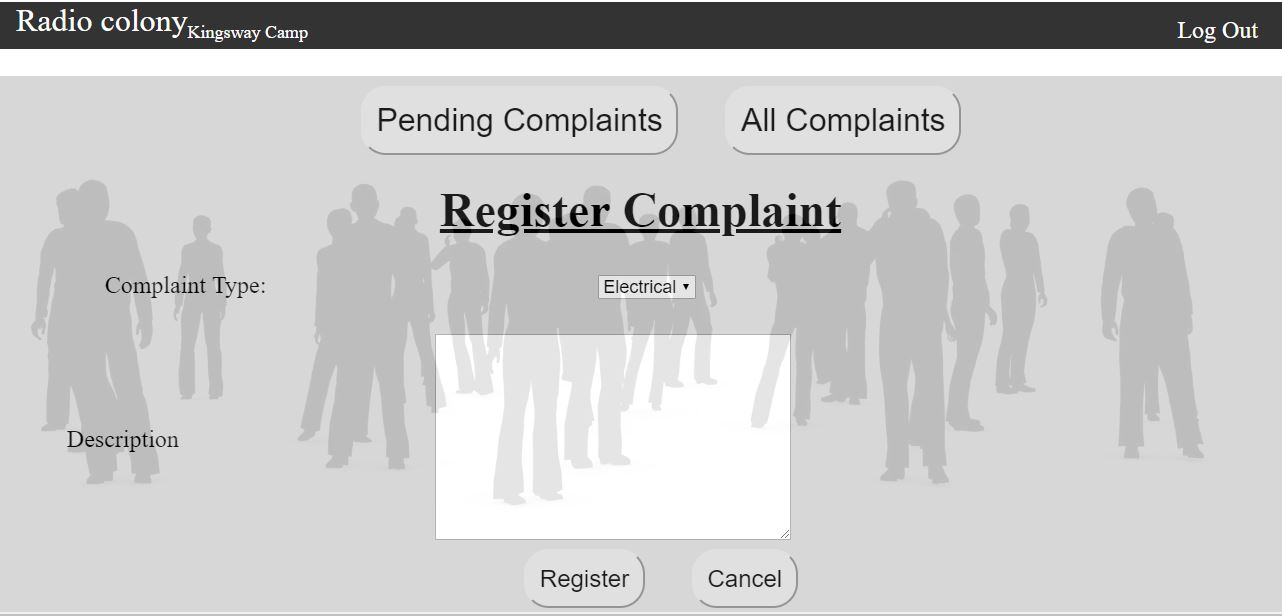 Radio colony Kingsway Camp
Log Out
Pending Complaints
All Complaints
Register Complaint
Complaint Type:
Electrical
Description
Register
Cancel